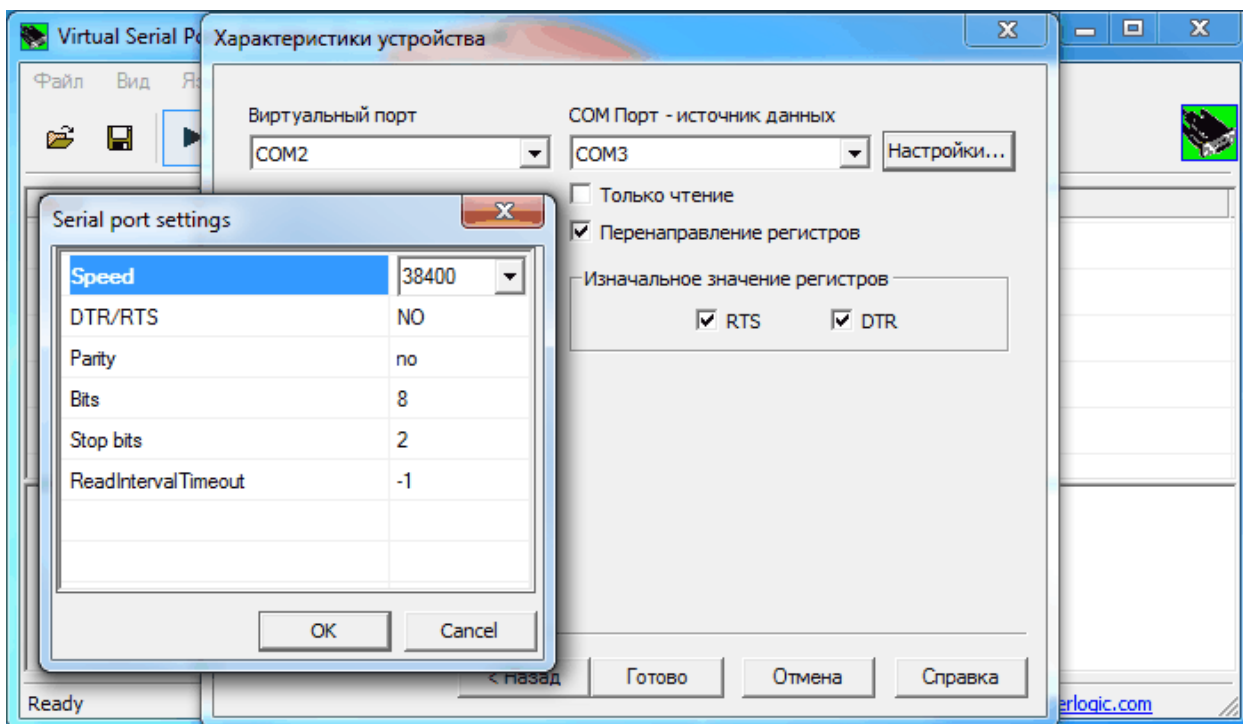 Virtual Serial Po
Характеристики устройства
Файл Вид Яз
Виртуальный порт
COM Порт - источник данных
COM2
COM3
Настройки...
Только чтение
Перенаправление регистров
Изначальное значение регистров
RTS DTR
Serial port settings
Speed 38400
DTR/RTS NO
Parity no
Bits 8
Stop bits 2
ReadIntervalTimeout -1
OK Cancel
< Назад Готово Отмена Справка
Ready
erlogic.com